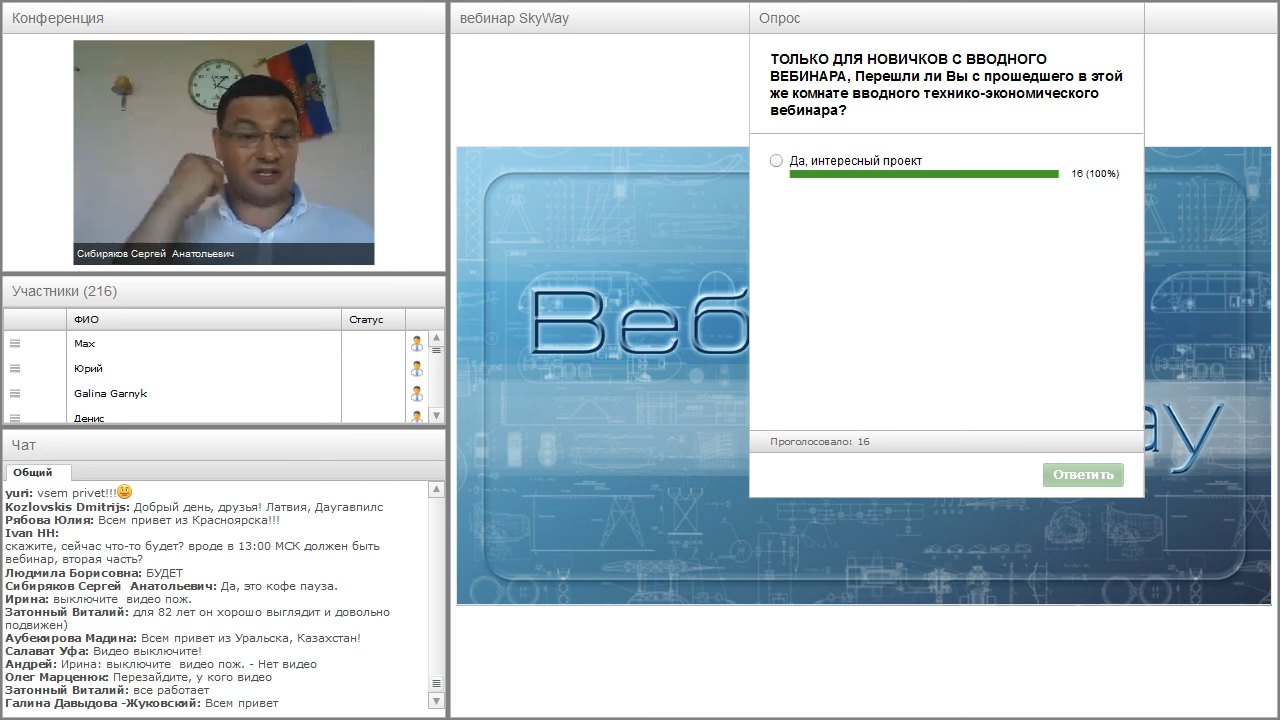 Конференция
Сибиряков Сергей  Анатольевич
Участники (216)
ФИО
Статус
Max
Юрий
Galina Garnyk
Денис
Чат
Общий
yuri: vsem privet!!!
Kozlovskis Dmitrijs: Добрый день, друзья! Латвия, Даугавпилс
Рябова Юлия: Всем привет из Красноярска!!!
Ivan HH:
скажите, сейчас что-то будет? вроде в 13:00 МСК должен быть
вебинар, вторая часть?
Людмила Борисовна: БУДЕТ
Сибиряков Сергей  Анатольевич: Да, это кофе пауза.
Ирина: выключите  видео пож.
Затонный Виталий: для 82 лет он хорошо выглядит и довольно
подвижен)
Аубекирова Мадина: Всем привет из Уральска, Казахстан!
Салават Уфа: Видео выключите!
Андрей: Ирина: выключите  видео пож. - Нет видео
Олег Марценюк: Перезайдите, у кого видео
Затонный Виталий: все работает
Галина Давыдова -Жуковский: Всем привет
вебинар SkyWay
Веб
ay
Опрос
ТОЛЬКО ДЛЯ НОВИЧКОВ С ВВОДНОГО
ВЕБИНАРА, Перешли ли Вы с прошедшего в этой
же комнате вводного технико-экономического
вебинара?
Да, интересный проект
16 (100%)
Проголосовало: 16
Ответить